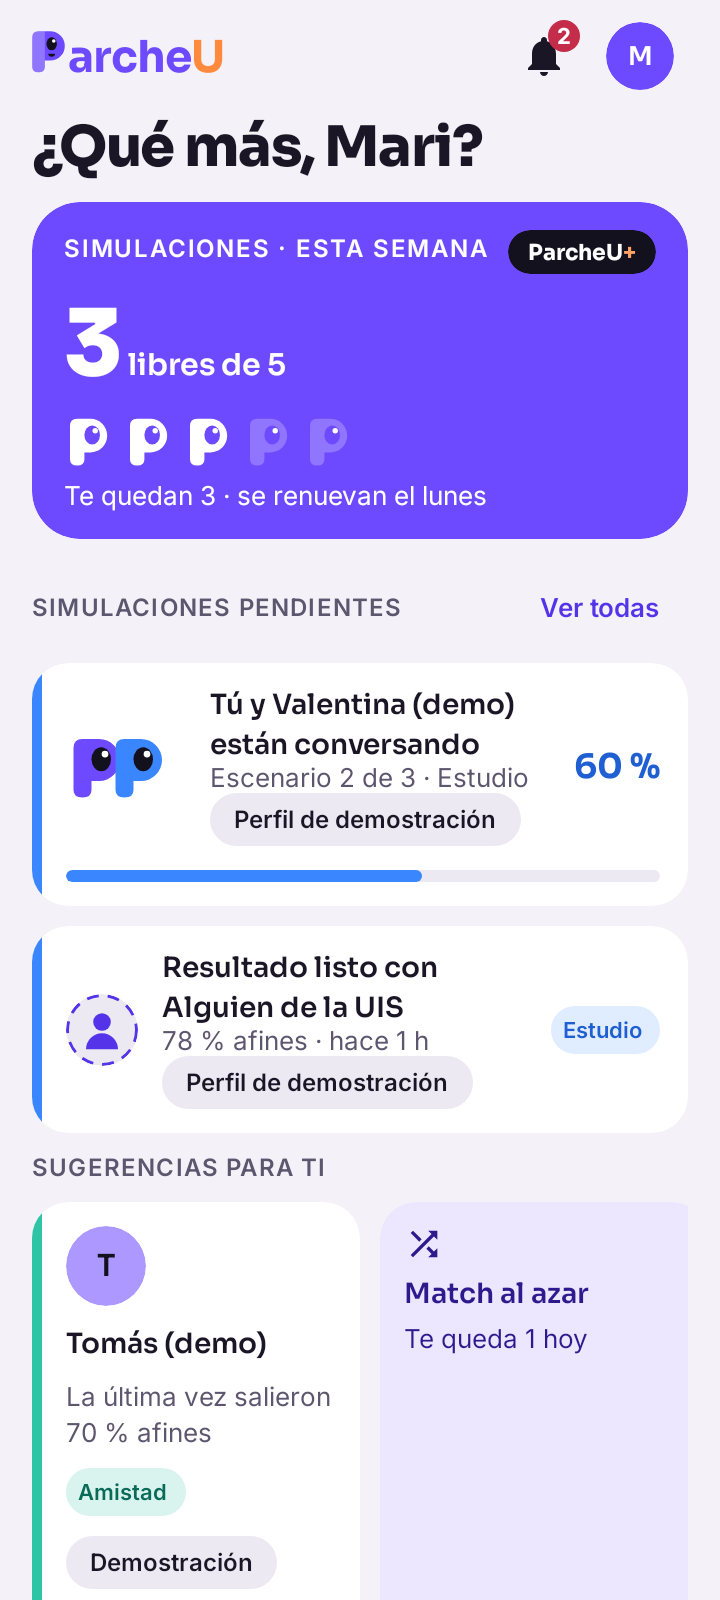 ParcheU
2
M
¿Qué más, Mari?
SIMULACIONES · ESTA SEMANA
ParcheU+
3 libres de 5
Te quedan 3 · se renuevan el lunes
SIMULACIONES PENDIENTES
Ver todas
Tú y Valentina (demo)
están conversando
Escenario 2 de 3 · Estudio
Perfil de demostración
60 %
Resultado listo con
Alguien de la UIS
78 % afines · hace 1 h
Perfil de demostración
Estudio
SUGERENCIAS PARA TI
T
Tomás (demo)
La última vez salieron
70 % afines
Amistad
Demostración
Match al azar
Te queda 1 hoy